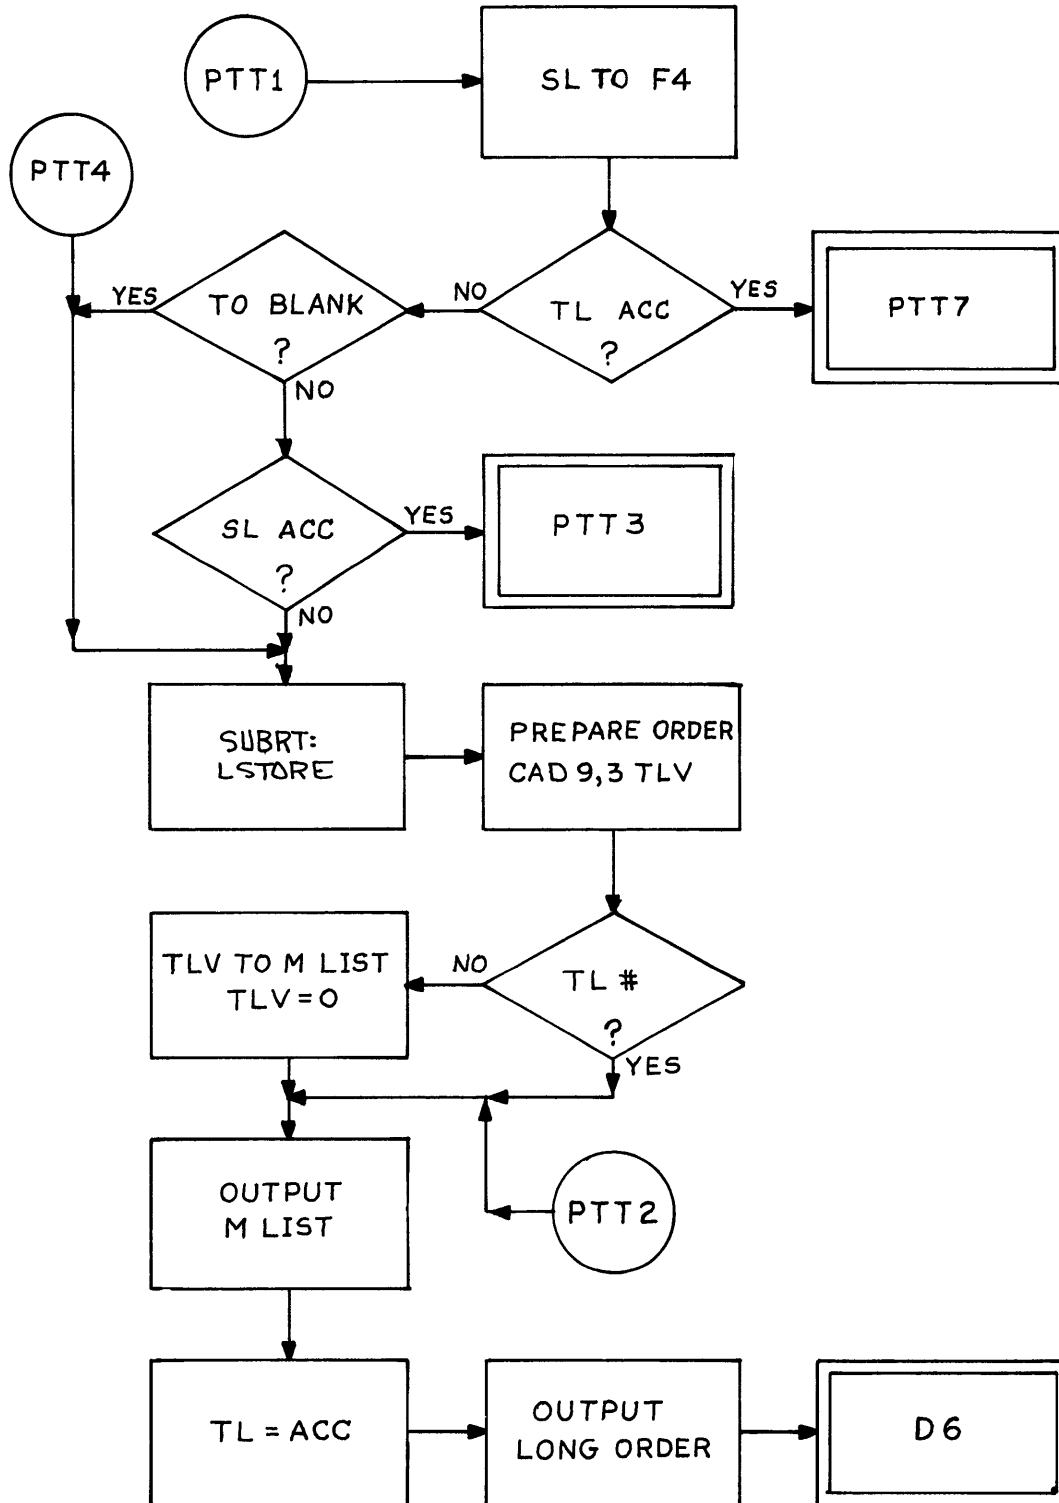 PTT1
SL TO F4
PTT4
YES
TO BLANK
?
NO
TL ACC
?
YES
PTT7
NO
SL ACC
?
YES
PTT3
NO
SUBRT:
LSTORE
PREPARE ORDER
CAD 9,3 TLV
TLV TO M LIST
TLV = 0
NO
TL #
?
YES
OUTPUT
M LIST
PTT2
TL = ACC
OUTPUT
LONG ORDER
D6